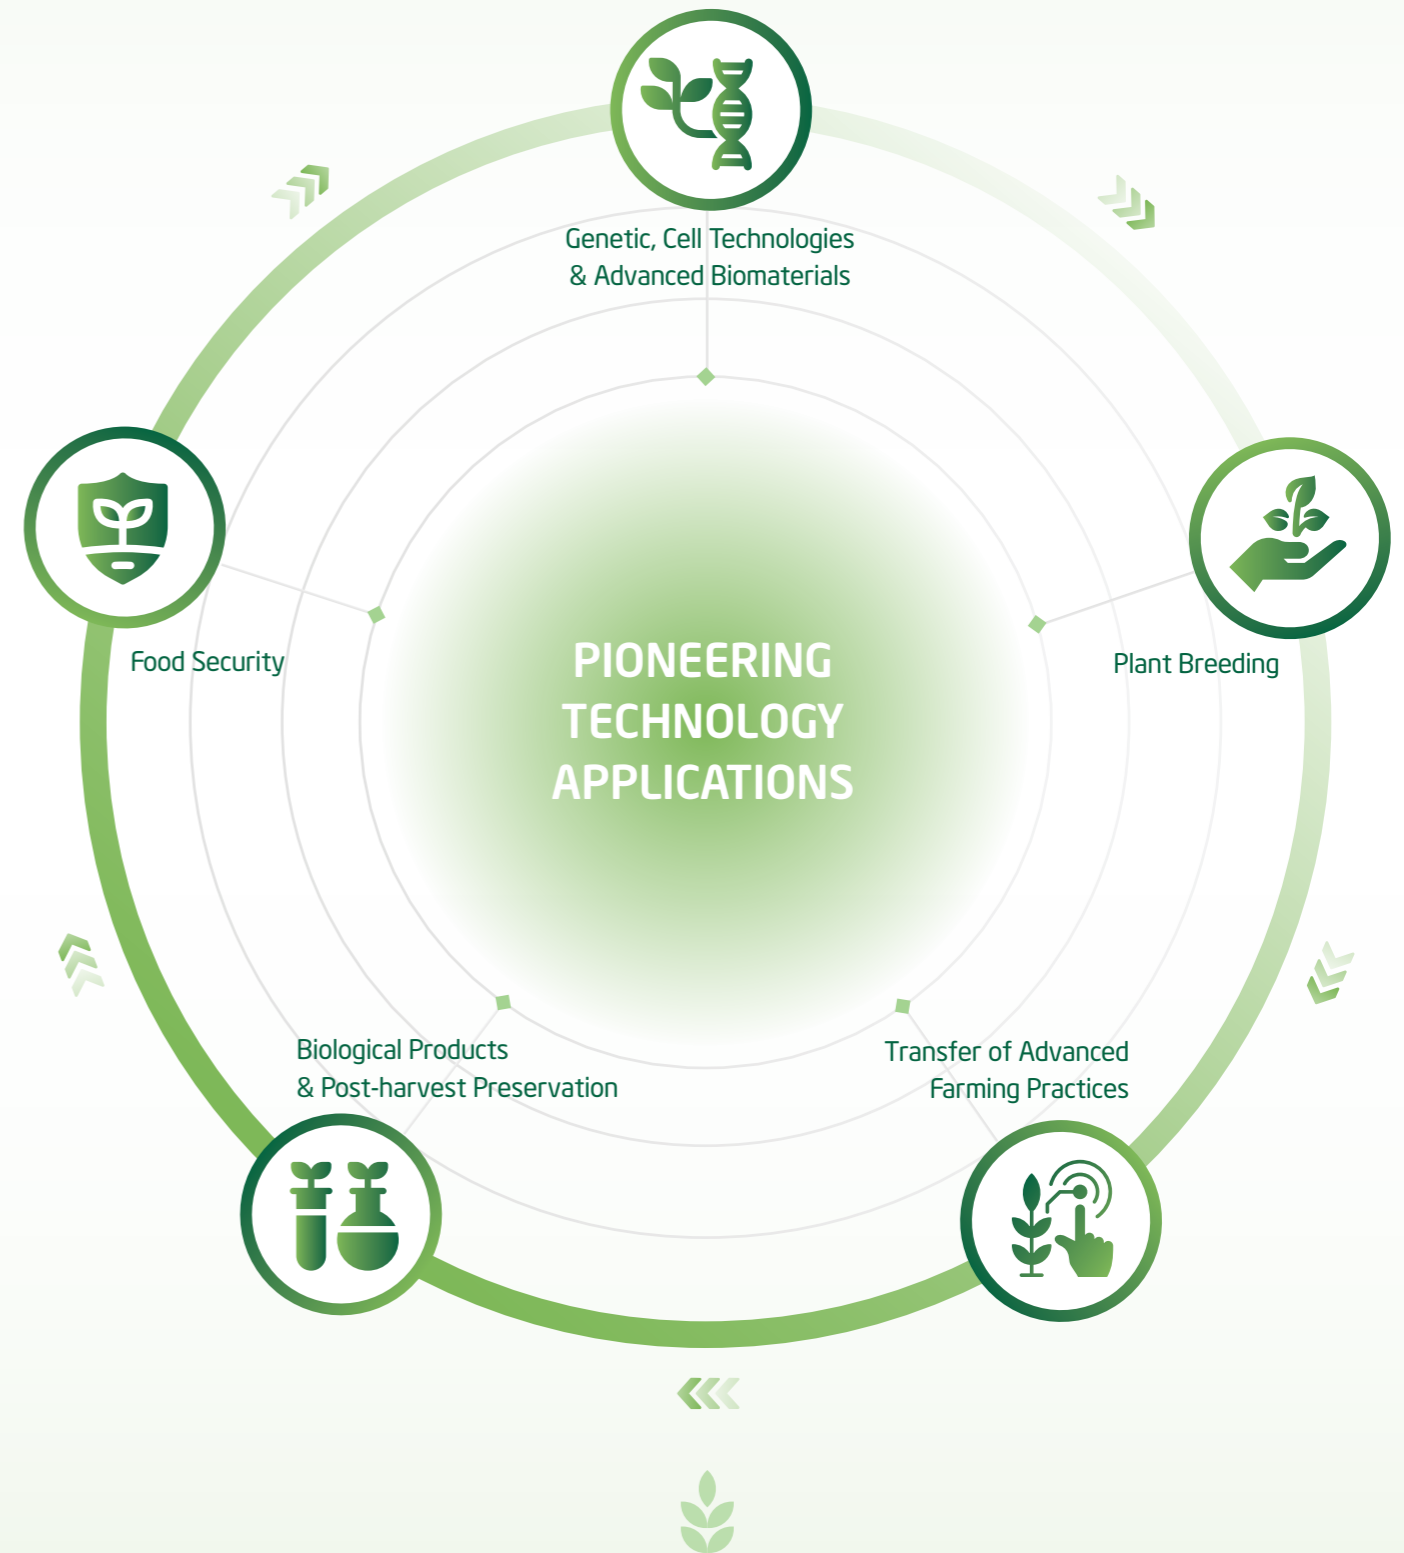 Genetic, Cell Technologies
& Advanced Biomaterials
Food Security
PIONEERING
TECHNOLOGY
APPLICATIONS
Plant Breeding
Biological Products
& Post-harvest Preservation
Transfer of Advanced
Farming Practices